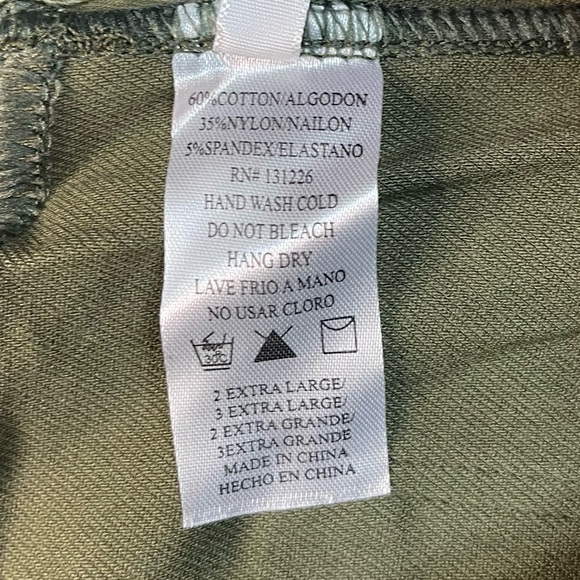 60%COTTON/ALGODON
35%NYLON/NAILON
5%SPANDEX/ELASTANO
RN# 131226
HAND WASH COLD
DO NOT BLEACH
HANG DRY
LAVE FRIO A MANO
NO USAR CLORO
30C
2 EXTRA LARGE/
3 EXTRA LARGE/
2 EXTRA GRANDE/
3EXTRA GRANDE
MADE IN CHINA
HECHO EN CHINA